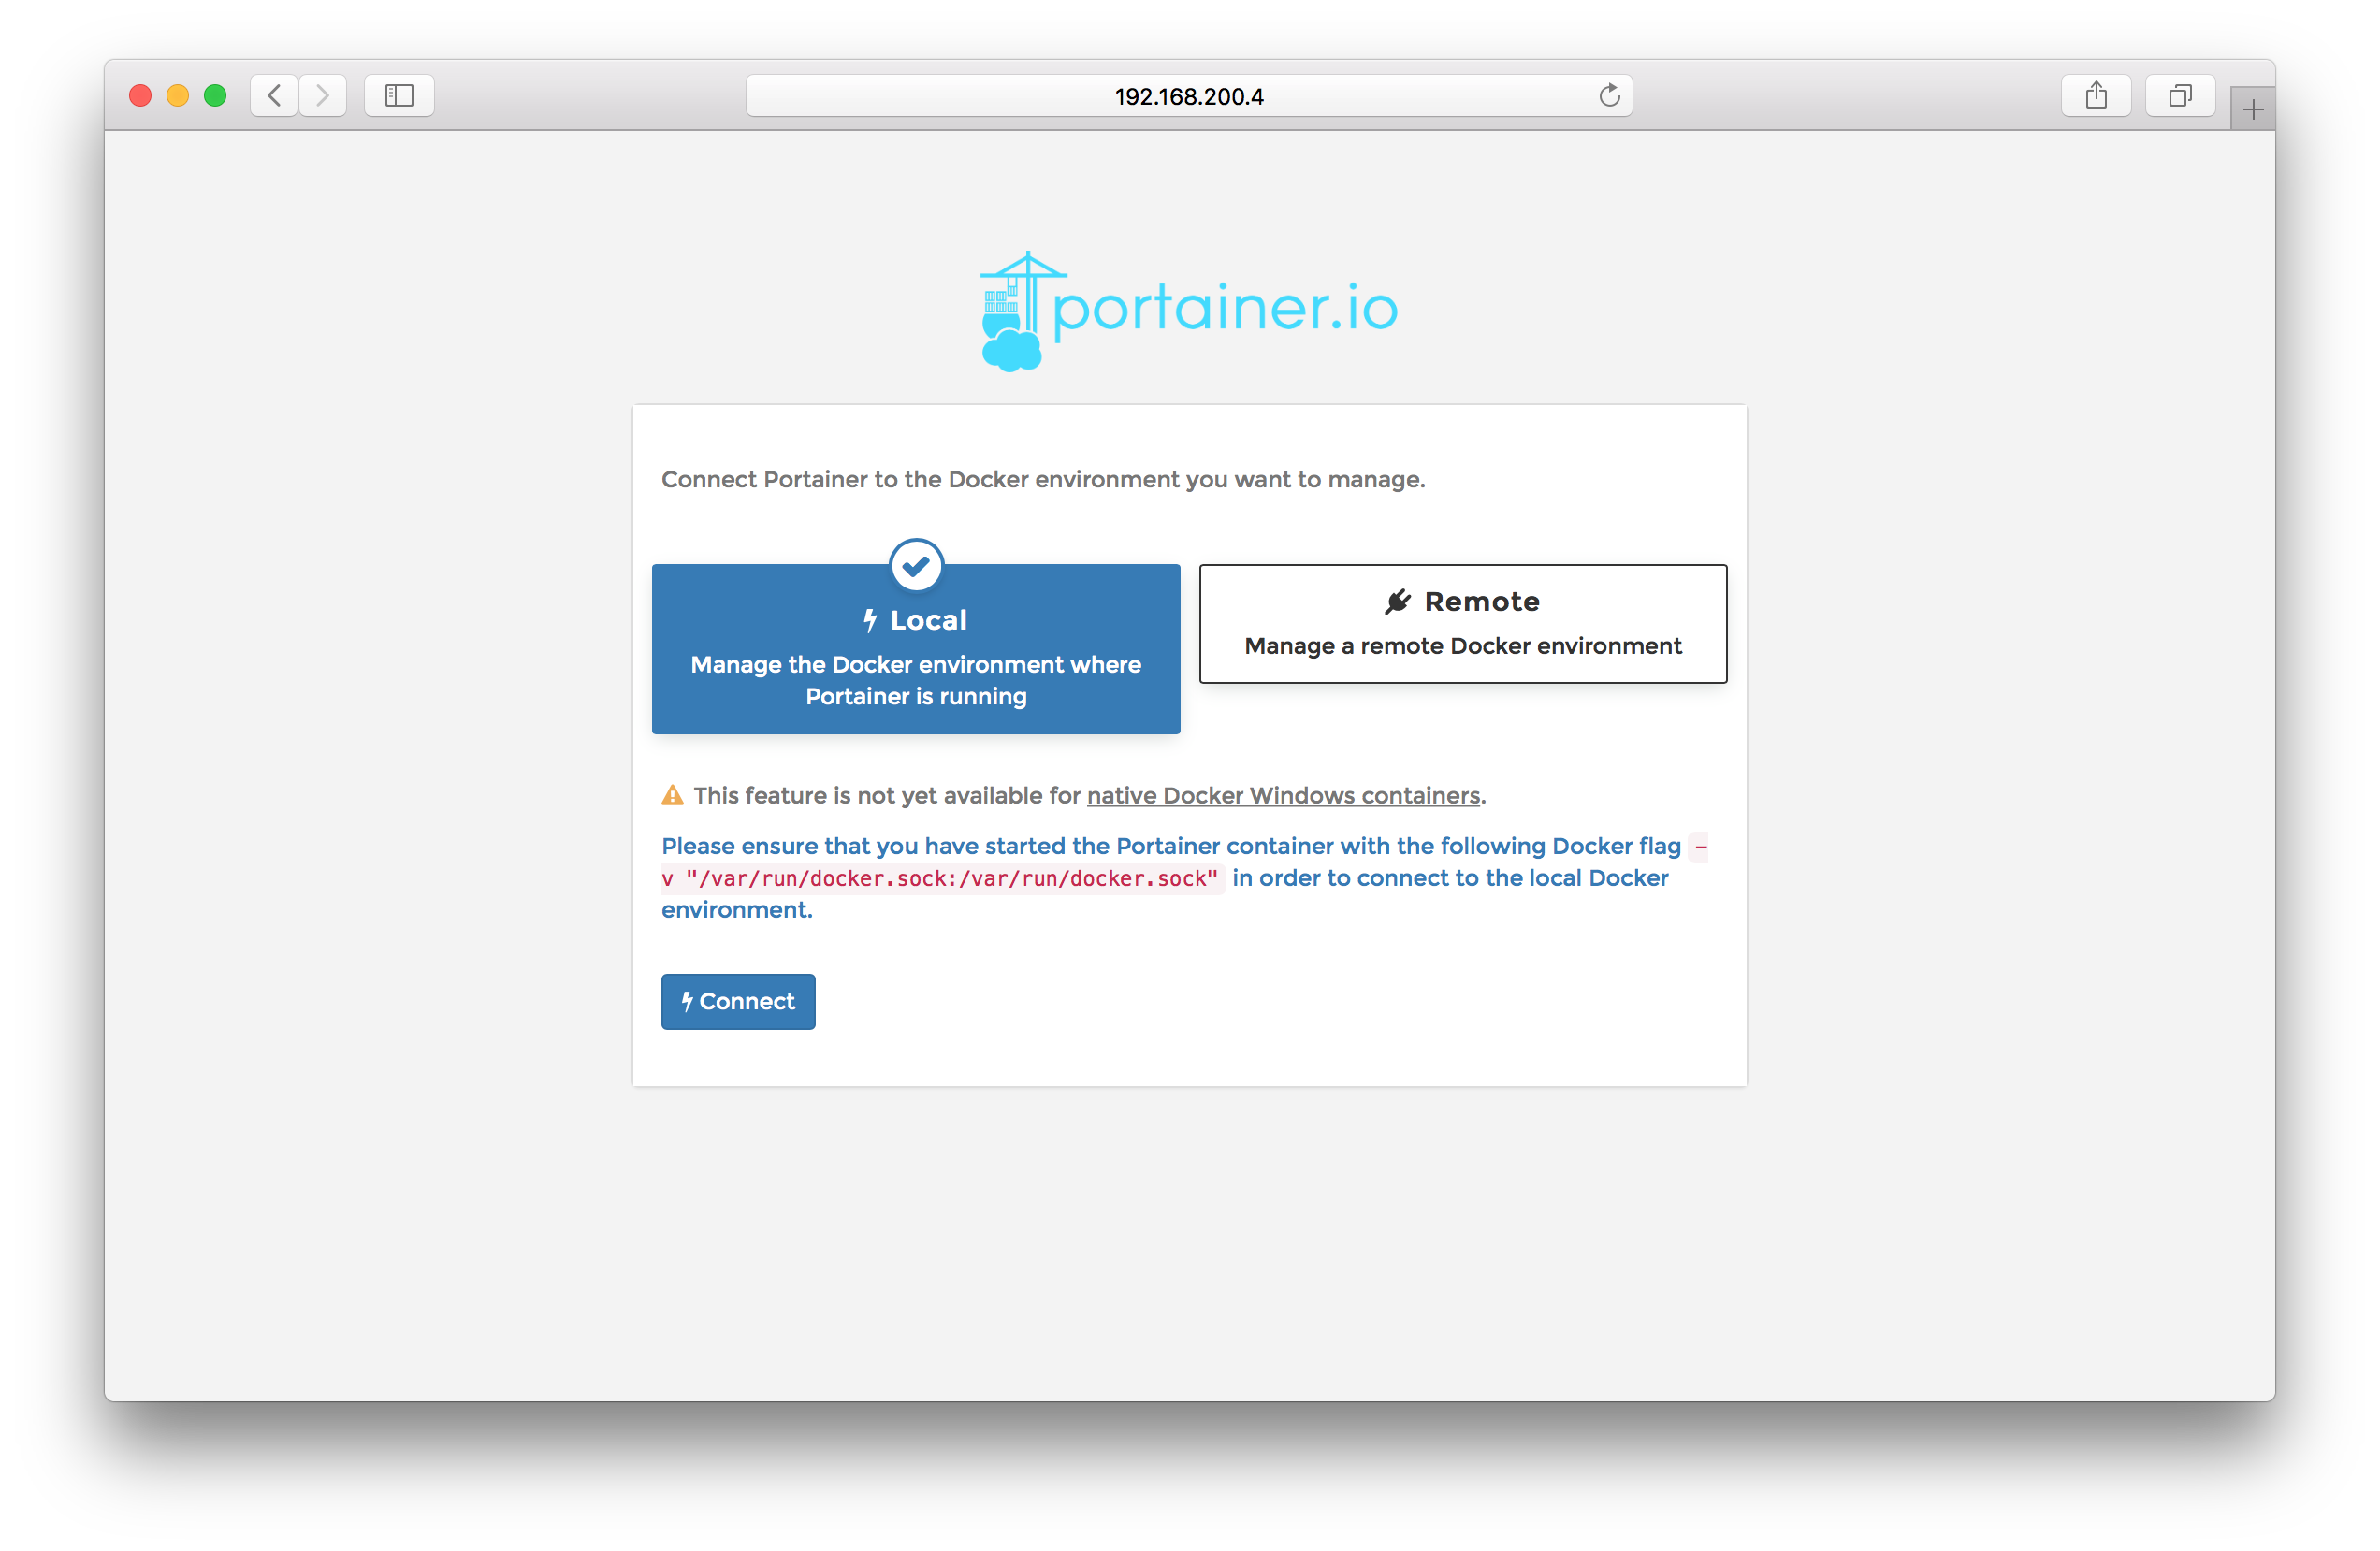 192.168.200.4
portainer.io
Connect Portainer to the Docker environment you want to manage.
Local
Manage the Docker environment where
Portainer is running
Remote
Manage a remote Docker environment
This feature is not yet available for native Docker Windows containers.
Please ensure that you have started the Portainer container with the following Docker flag -
v "/var/run/docker.sock:/var/run/docker.sock" in order to connect to the local Docker
environment.
Connect